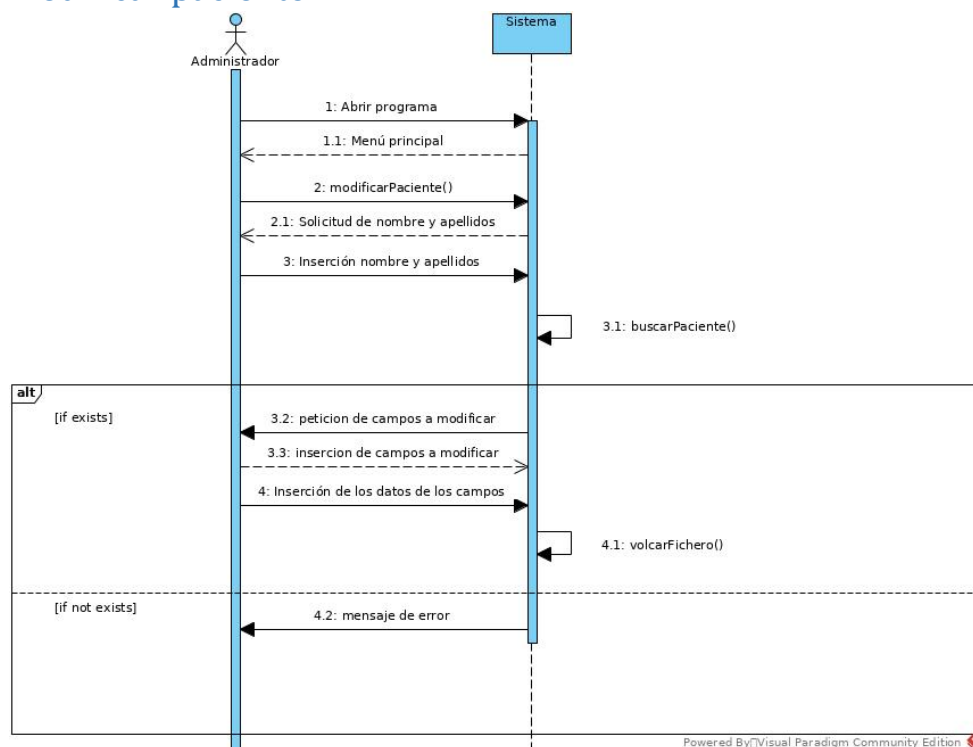 Administrador
Sistema
1: Abrir programa
1.1: Menú principal
2: modificarPaciente()
2.1: Solicitud de nombre y apellidos
3: Inserción nombre y apellidos
3.1: buscarPaciente()
alt
[if exists]
3.2: peticion de campos a modificar
3.3: insercion de campos a modificar
4: Inserción de los datos de los campos
4.1: volcarFichero()
[if not exists]
4.2: mensaje de error
Powered By Visual Paradigm Community Edition